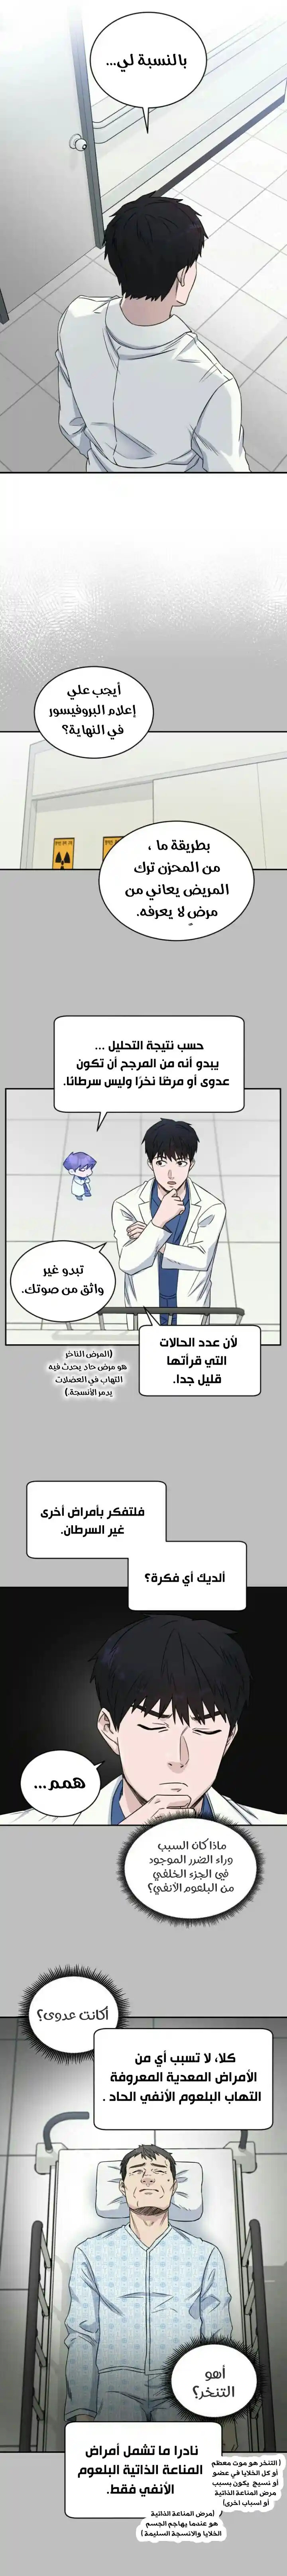 بالنسبة لي...
أيجب علي
إعلام البروفيسور
في النهاية؟
بطريقة ما ،
من المحزن ترك
المريض يعاني من
مرض لا يعرفه.
حسب نتيجة التحليل ...
يبدو أنه من المرجح أن تكون
عدوى أو مرضًا نخرًا وليس سرطانًا.
تبدو غير
واثق من صوتك.
لأن عدد الحالات
التي قرأتها
قليل جدا.
(المرض الناخر
هو مرض حاد يحدث فيه
التهاب في العضلات
يدمر الأنسجة.)
فلتفكر بأمراض أخرى
غير السرطان.
ألديك أي فكرة؟
همم...
ماذا كان السبب
وراء الضرر الموجود
في الجزء الخلفي
من البلعوم الأنفي؟
أكانت عدوى؟
كلا، لا تسبب أي من
الأمراض المعدية المعروفة
التهاب البلعوم الأنفي الحاد .
أهو
التنخر؟
نادرا ما تشمل أمراض
المناعة الذاتية البلعوم
الأنفي فقط.
( التنخر هو موت معظم
أو كل الخلايا في عضو
أو نسيج يكون بسبب
مرض المناعة الذاتية
أو اسباب اخرى)
(مرض المناعة الذاتية
هو عندما يهاجم الجسم
الخلايا والانسجة السليمة )